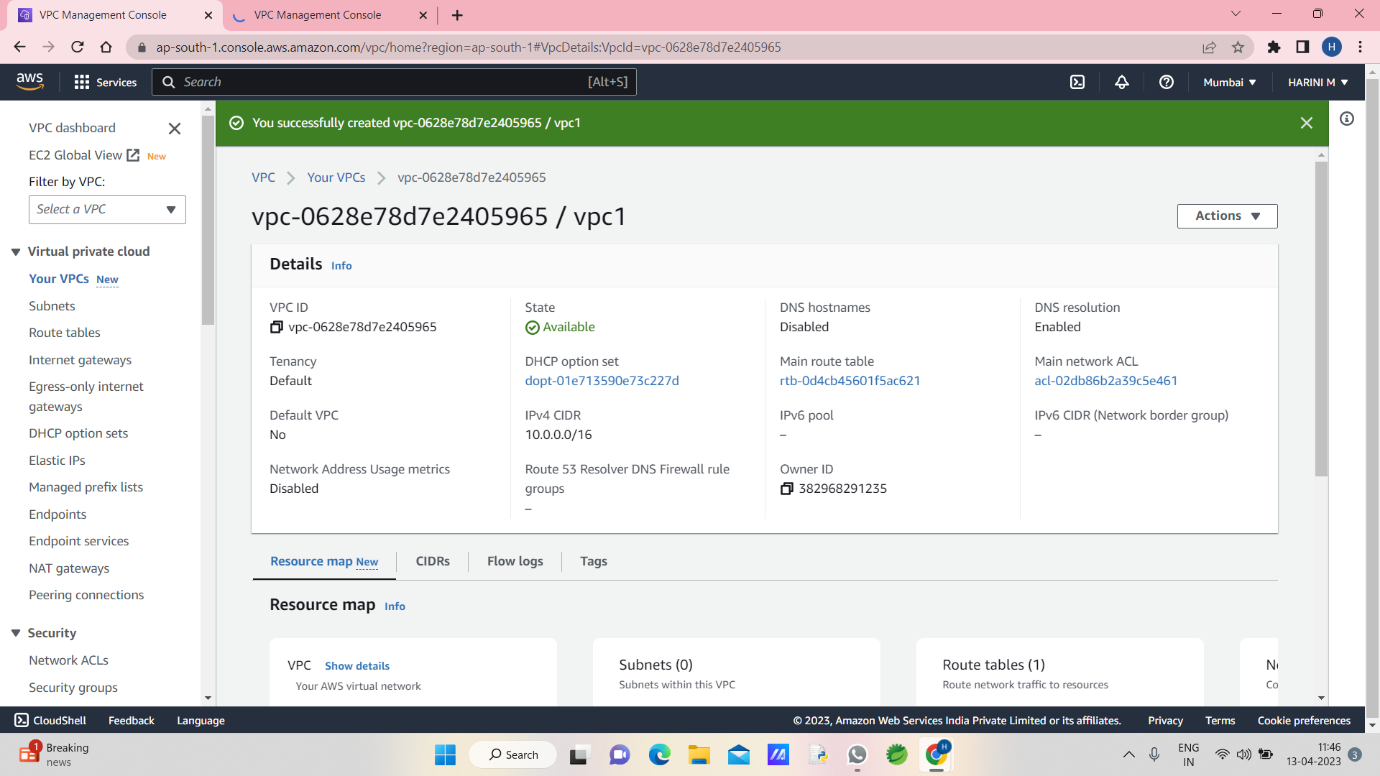 VPC Management Console
VPC Management Console
ap-south-1.console.aws.amazon.com/vpc/home?region=ap-south-1#VpcDetails:VpcId=vpc-0628e78d7e2405965
H
aws
Services
Search
[Alt+S]
Mumbai
HARINI M
VPC dashboard
EC2 Global View New
Filter by VPC:
Select a VPC
Virtual private cloud
Your VPCs New
Subnets
Route tables
Internet gateways
Egress-only internet
gateways
DHCP option sets
Elastic IPs
Managed prefix lists
Endpoints
Endpoint services
NAT gateways
Peering connections
Security
Network ACLs
Security groups
You successfully created vpc-0628e78d7e2405965 / vpc1
VPC
Your VPCs
vpc-0628e78d7e2405965
vpc-0628e78d7e2405965 / vpc1
Actions
Details Info
VPC ID
vpc-0628e78d7e2405965
State
Available
DNS hostnames
Disabled
DNS resolution
Enabled
Tenancy
Default
DHCP option set
dopt-01e713590e73c227d
Main route table
rtb-0d4cb45601f5ac621
Main network ACL
acl-02db86b2a39c5e461
Default VPC
No
IPv4 CIDR
10.0.0.0/16
IPv6 pool
–
IPv6 CIDR (Network border group)
–
Network Address Usage metrics
Disabled
Route 53 Resolver DNS Firewall rule
groups
–
Owner ID
382968291235
Resource map New
CIDRs
Flow logs
Tags
Resource map Info
VPC Show details
Your AWS virtual network
Subnets (0)
Subnets within this VPC
Route tables (1)
Route network traffic to resources
Co
CloudShell
Feedback
Language
© 2023, Amazon Web Services India Private Limited or its affiliates.
Privacy
Terms
Cookie preferences
1
Breaking
news
Search
H
ENG
IN
11:46
13-04-2023
3